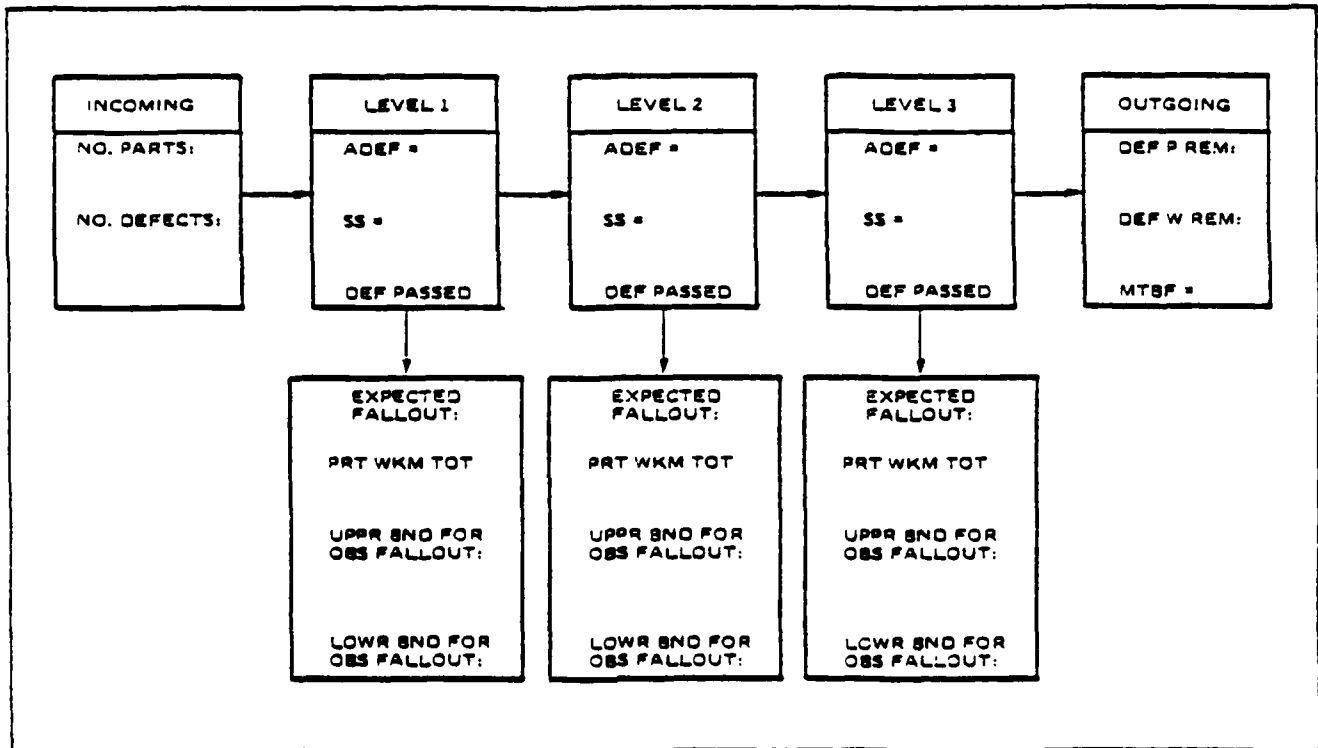 INCOMING
NO. PARTS:
NO. DEFECTS:
LEVEL 1
ADEF =
SS =
DEF PASSED
LEVEL 2
ADEF =
SS =
DEF PASSED
LEVEL 3
ADEF =
SS =
DEF PASSED
OUTGOING
DEF P REM:
DEF W REM:
MTBF =
EXPECTED
FALLOUT:
PRT WKM TOT
UPPR BND FOR
OBS FALLOUT:
LOWR BND FOR
OBS FALLOUT:
EXPECTED
FALLOUT:
PRT WKM TOT
UPPR BND FOR
OBS FALLOUT:
LOWR BND FOR
OBS FALLOUT:
EXPECTED
FALLOUT:
PRT WKM TOT
UPPR BND FOR
OBS FALLOUT:
LOWR BND FOR
OBS FALLOUT: